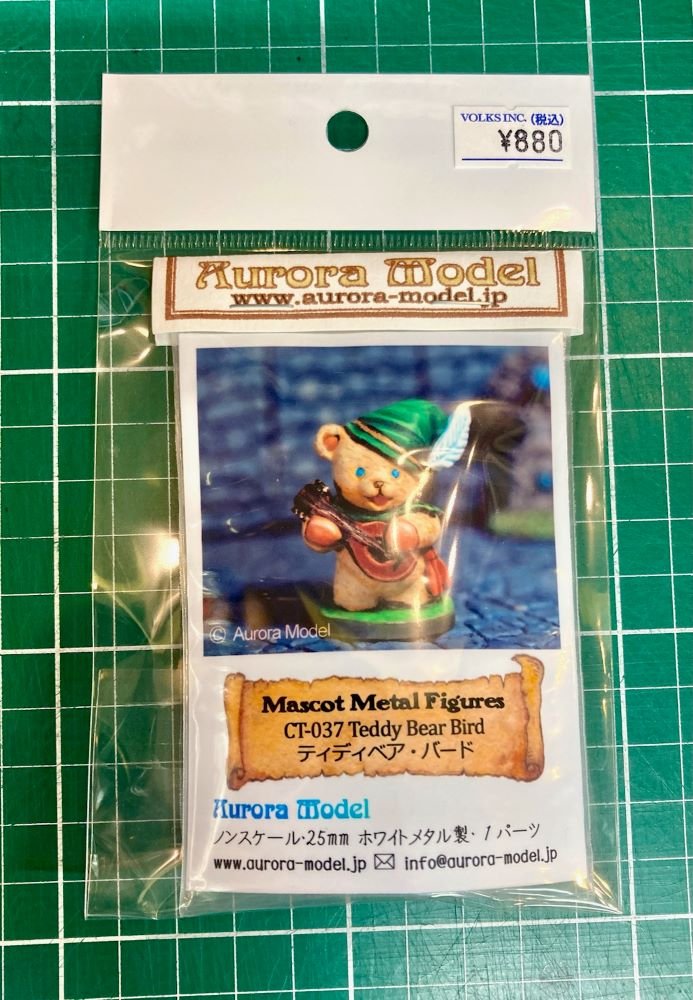 VOLKS INC. (税込)
¥880
Aurora Model
www.aurora-model.jp
© Aurora Model
Mascot Metal Figures
CT-037 Teddy Bear Bird
ティディベア・バード
Aurora Model
ノンスケール・25mm ホワイトメタル製・1パーツ
www.aurora-model.jp ✉ info@aurora-model.jp